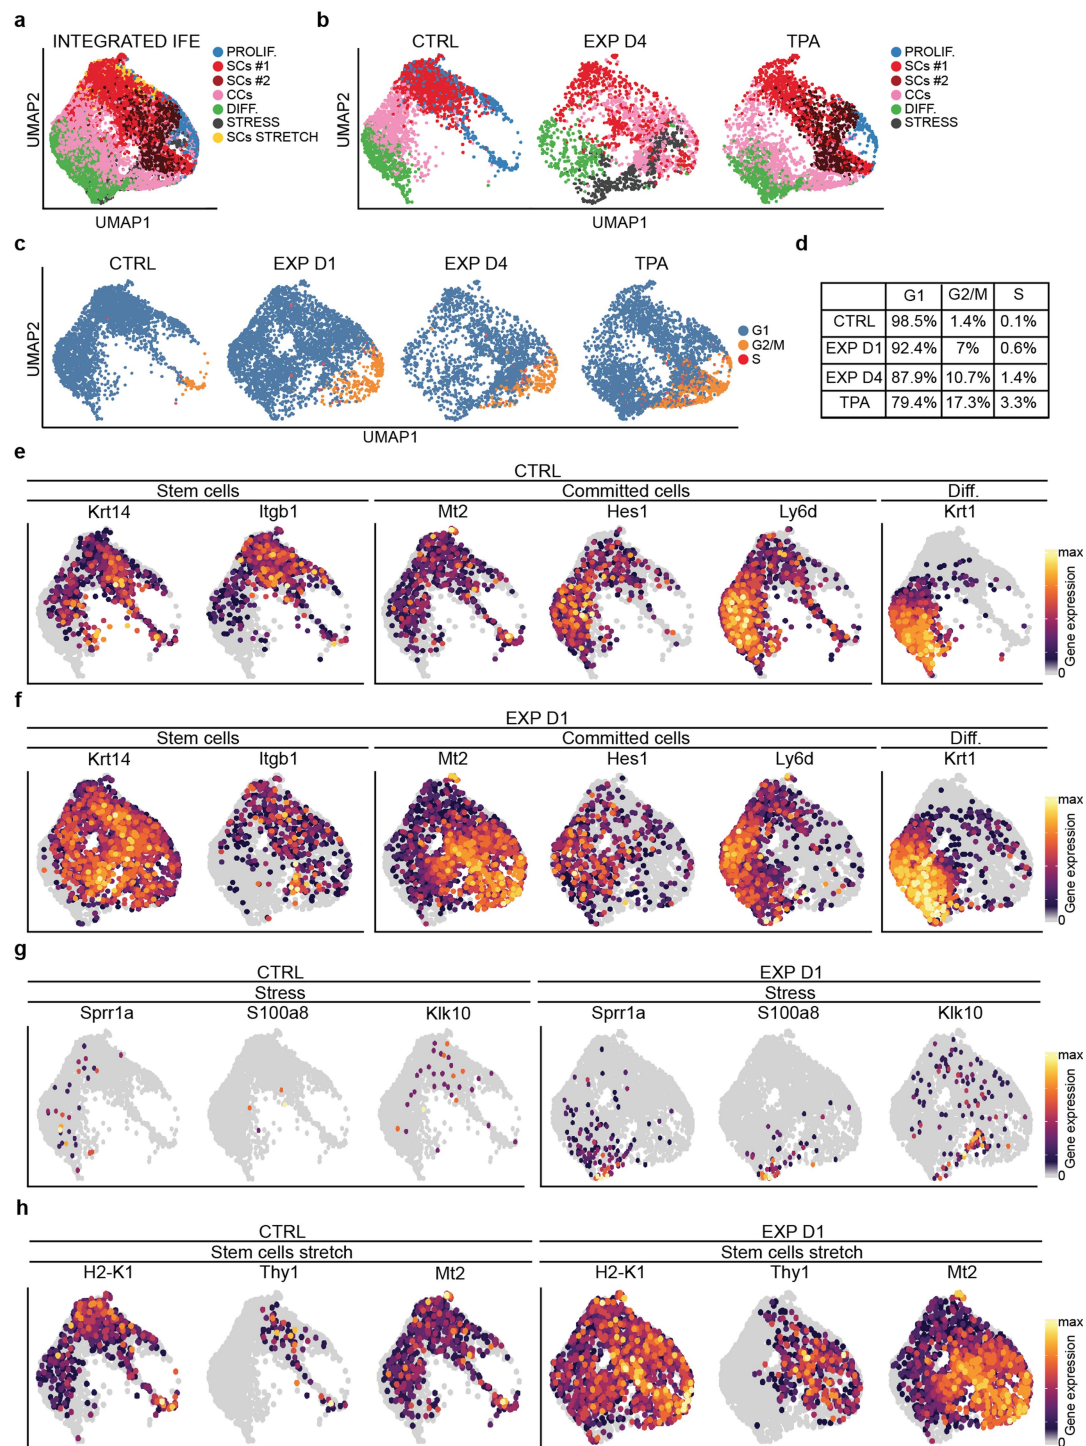 a
INTEGRATED IFE
UMAP2
UMAP1
PROLIF.
SCs #1
SCs #2
CCs
DIFF.
STRESS
SCs STRETCH
b
CTRL EXP D4 TPA
UMAP2
UMAP1
PROLIF.
SCs #1
SCs #2
CCs
DIFF.
STRESS
c
CTRL EXP D1 EXP D4 TPA
UMAP2
UMAP1
G1
G2/M
S
d
G1 G2/M S
CTRL 98.5% 1.4% 0.1%
EXP D1 92.4% 7% 0.6%
EXP D4 87.9% 10.7% 1.4%
TPA 79.4% 17.3% 3.3%
e
CTRL
Stem cells Committed cells Diff.
Krt14 Itgb1 Mt2 Hes1 Ly6d Krt1
max
Gene expression
0
f
EXP D1
Stem cells Committed cells Diff.
Krt14 Itgb1 Mt2 Hes1 Ly6d Krt1
max
Gene expression
0
g
CTRL EXP D1
Stress Stress
Sprr1a S100a8 Klk10 Sprr1a S100a8 Klk10
max
Gene expression
0
h
CTRL EXP D1
Stem cells stretch Stem cells stretch
H2-K1 Thy1 Mt2 H2-K1 Thy1 Mt2
max
Gene expression
0